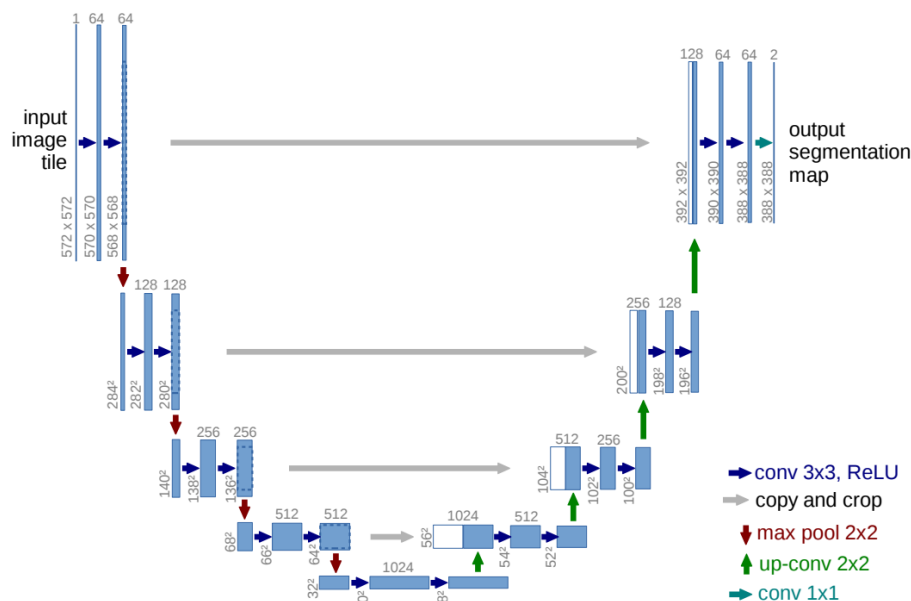 1 64 64
input
image
tile
572 x 572
570 x 570
568 x 568
128 64 64 2
output
segmentation
map
392 x 392
390 x 390
388 x 388
388 x 388
128 128
284²
282²
280²
256 128
200²
198²
196²
256 256
140²
138²
136²
512 256
104²
102²
100²
512 512
68²
66²
64²
1024 512
56²
54²
52²
1024
32²
conv 3x3, ReLU
copy and crop
max pool 2x2
up-conv 2x2
conv 1x1